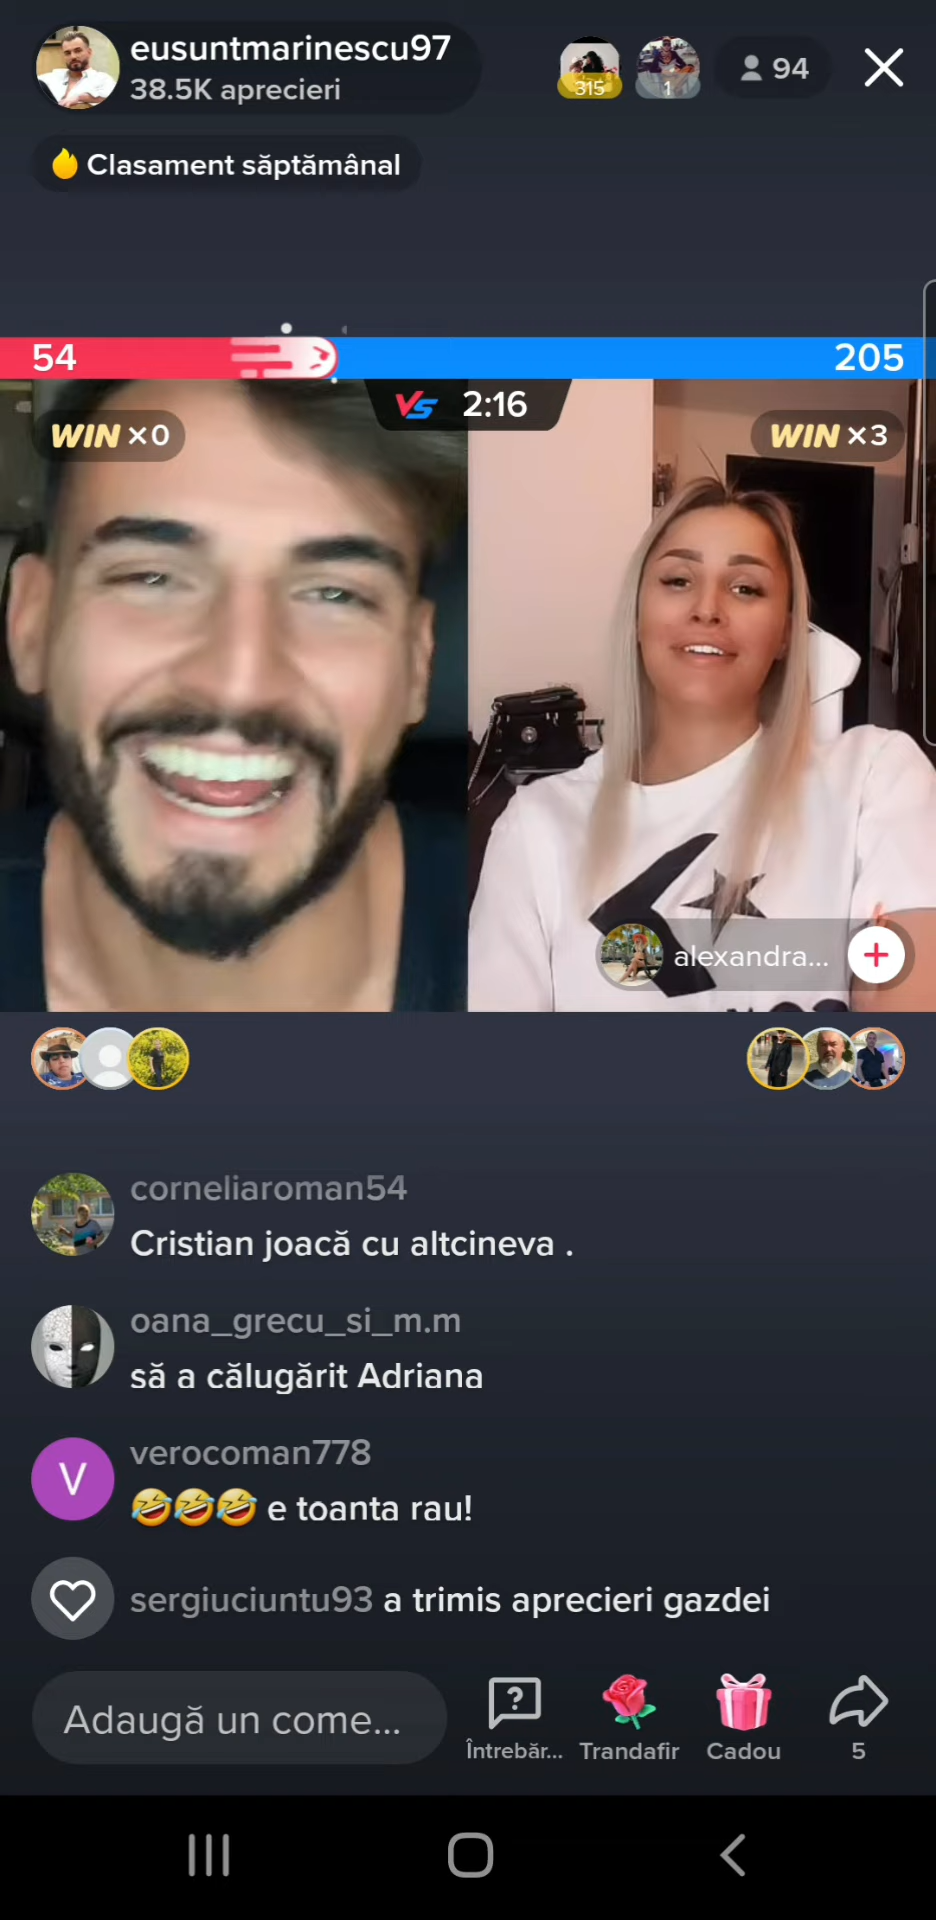 eusuntmarinescu97
38.5K aprecieri
315
1
94
Clasament săptămânal
54
205
VS 2:16
WIN ×0
WIN ×3
alexandra...
corneliaroman54
Cristian joacă cu altcineva .
oana_grecu_si_m.m
să a călugărit Adriana
V
verocoman778
🤣🤣🤣 e toanta rau!
sergiuciuntu93 a trimis aprecieri gazdei
Adaugă un come...
Întrebăr...
Trandafir
Cadou
5